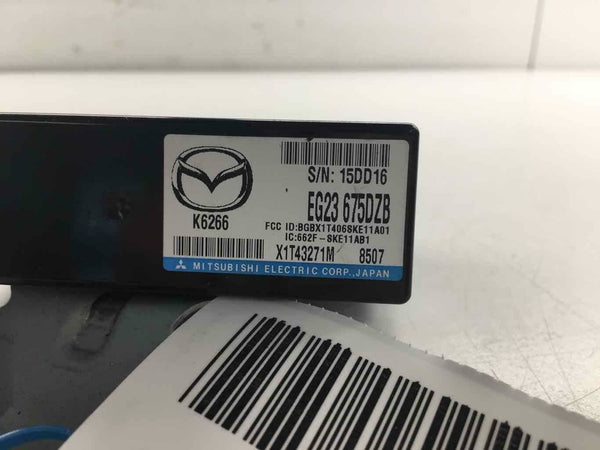 S/N: 15DD16
EG23 675DZB
K6266
FCC ID:BGBX1T406SKE11A01
IC:662F-SKE11AB1
X1T43271M 8507
MITSUBISHI ELECTRIC CORP., JAPAN